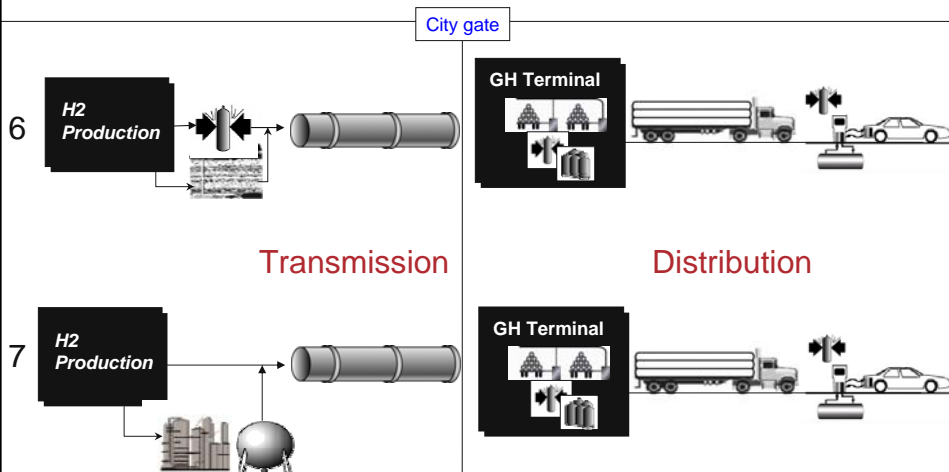 City gate
6
H2
Production
GH Terminal
Transmission
Distribution
7
H2
Production
GH Terminal